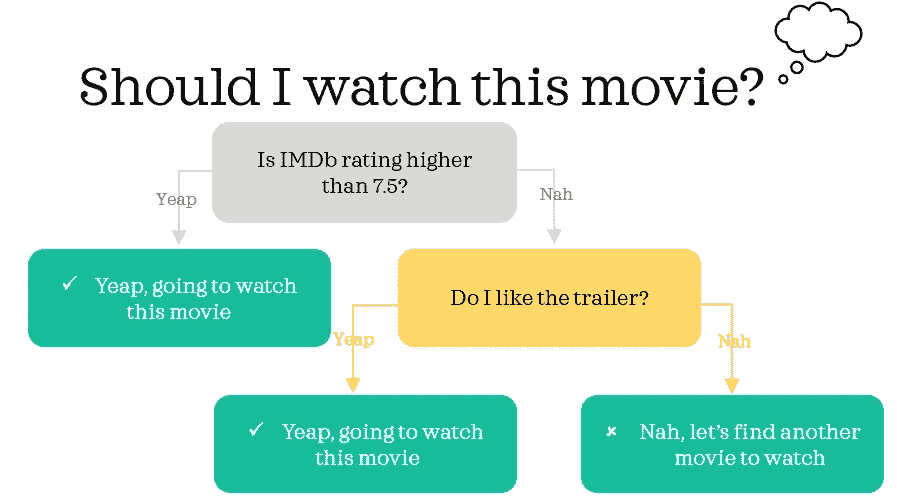 Should I watch this movie?
Is IMDb rating higher
than 7.5?
Yeap
Nah
✓ Yeap, going to watch
this movie
Do I like the trailer?
Yeap
Nah
✓ Yeap, going to watch
this movie
✘ Nah, let's find another
movie to watch